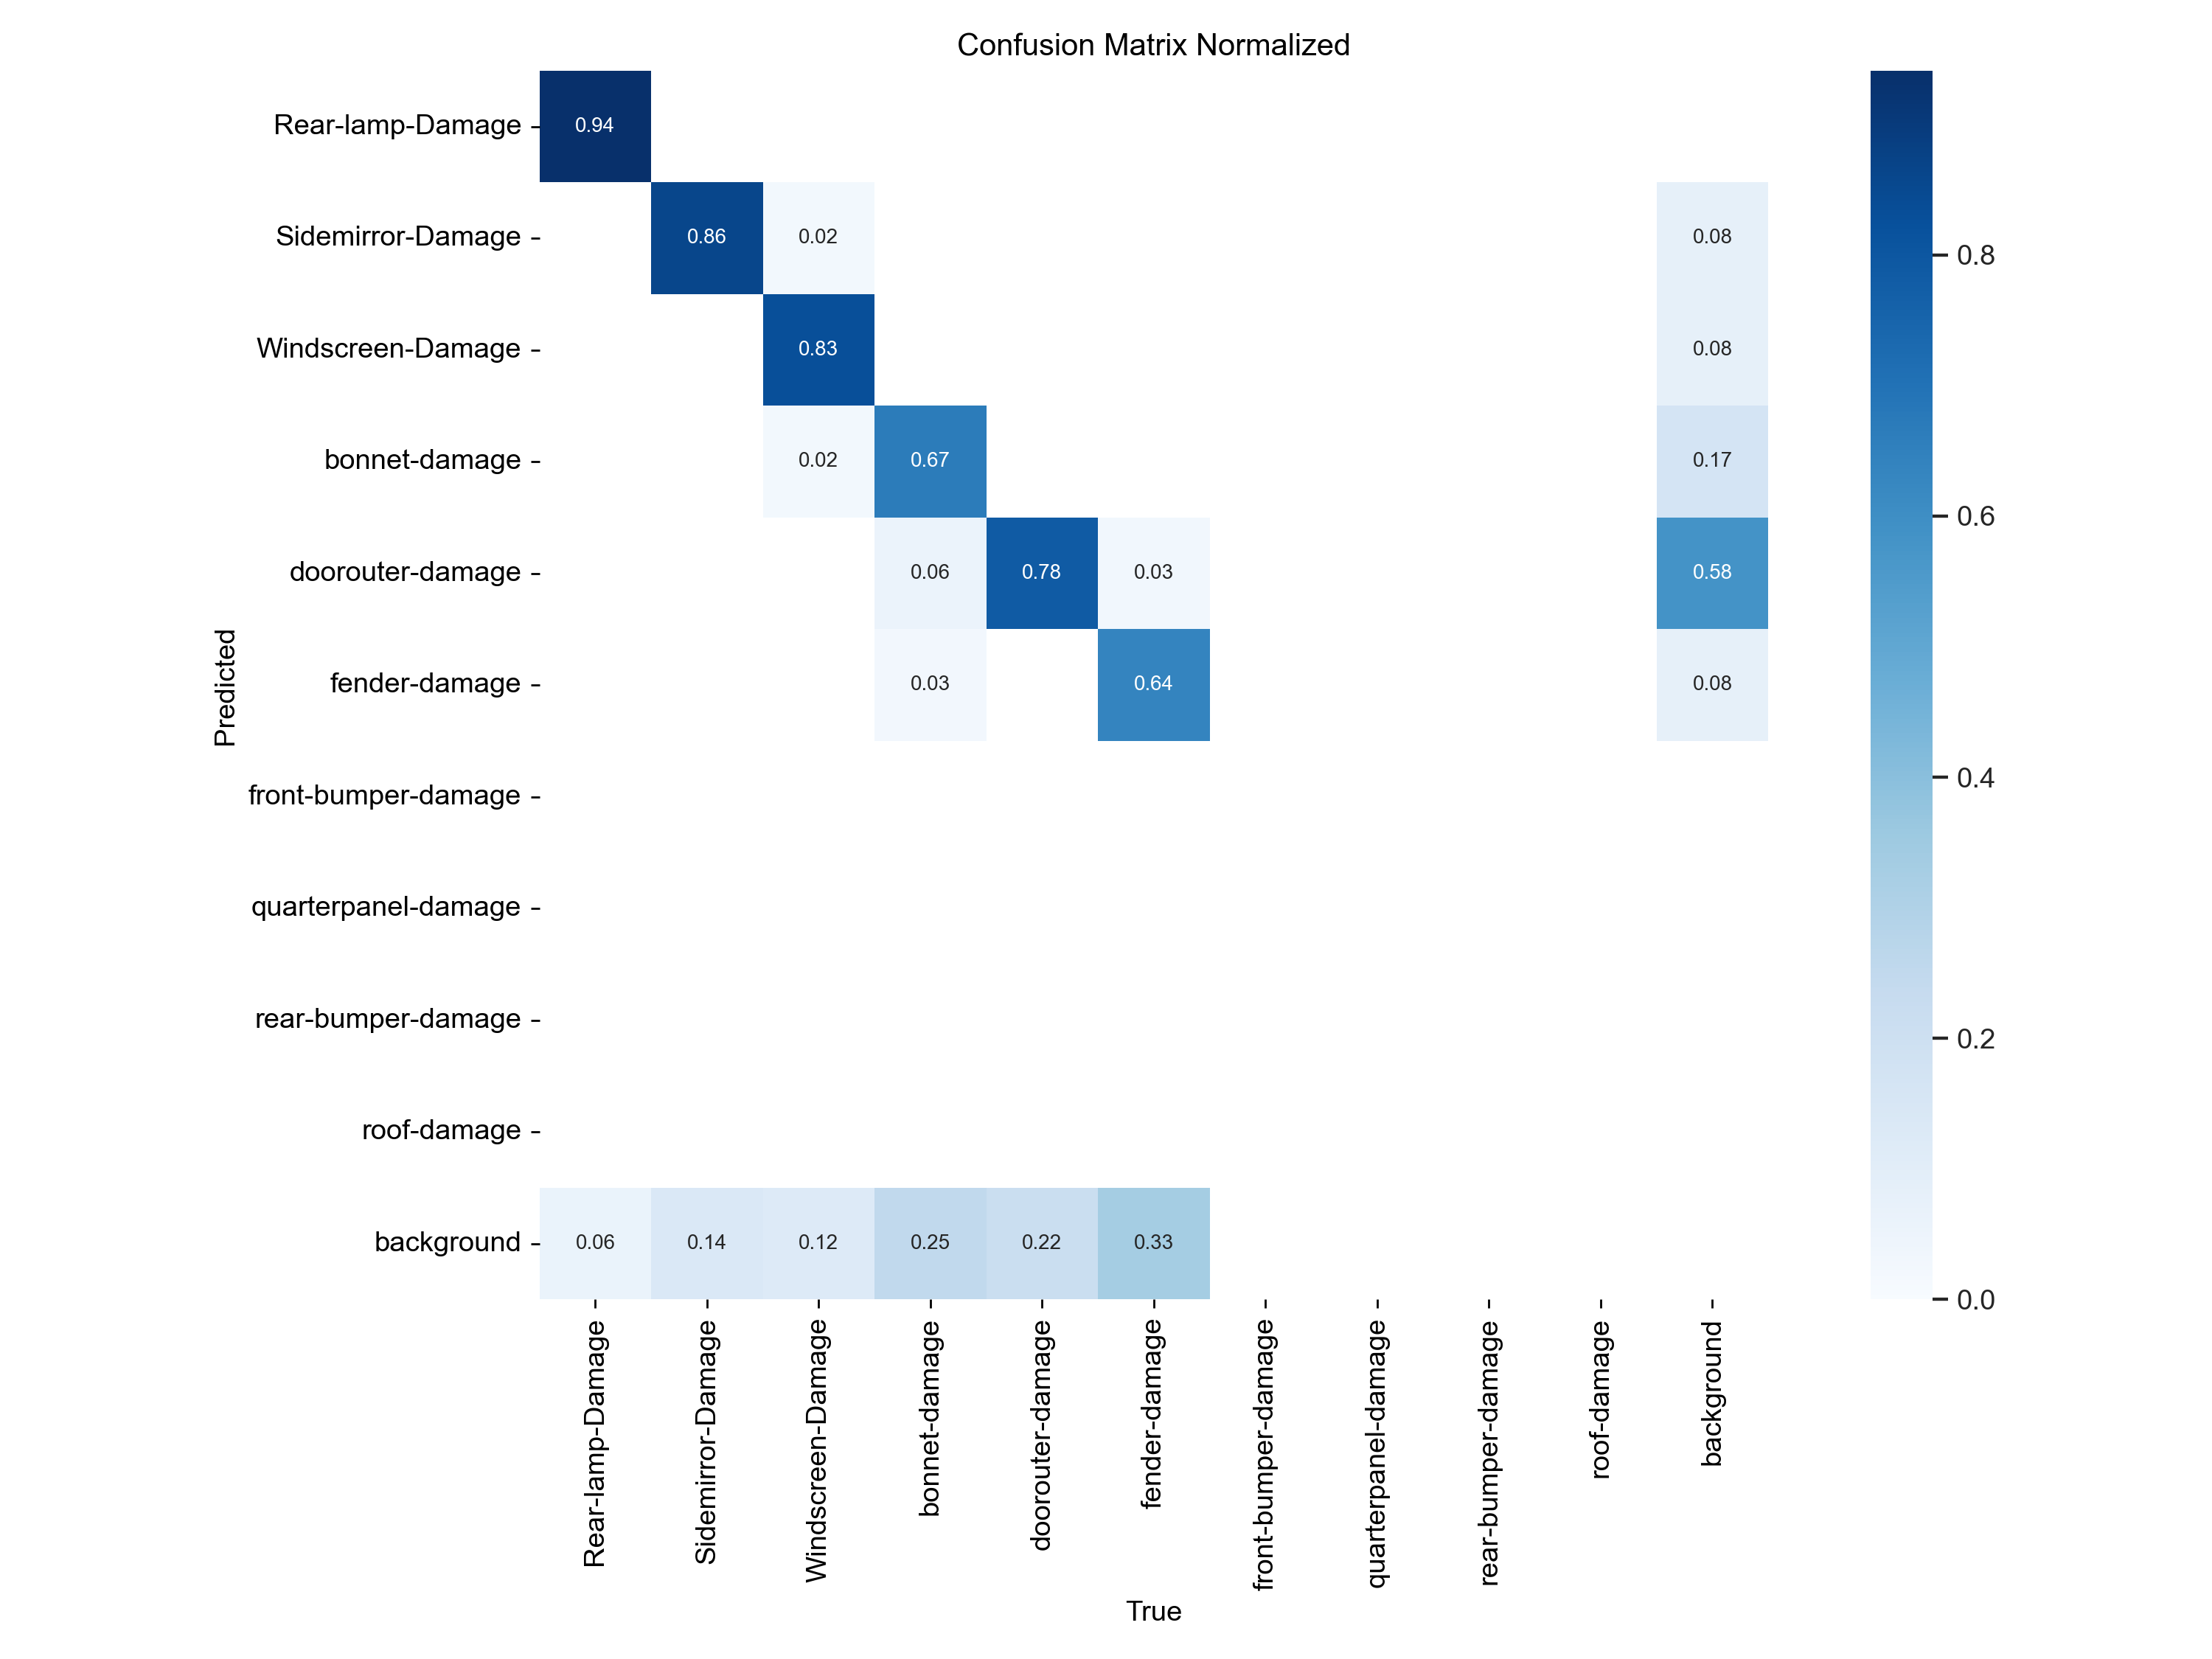 Confusion Matrix Normalized
Rear-lamp-Damage 0.94
Sidemirror-Damage 0.86 0.02 0.08
0.8
Windscreen-Damage 0.83 0.08
bonnet-damage 0.02 0.67 0.17
0.6
doorouter-damage 0.06 0.78 0.03 0.58
Predicted
fender-damage 0.03 0.64 0.08
0.4
front-bumper-damage
quarterpanel-damage
rear-bumper-damage
0.2
roof-damage
background 0.06 0.14 0.12 0.25 0.22 0.33
0.0
Rear-lamp-Damage
Sidemirror-Damage
Windscreen-Damage
bonnet-damage
doorouter-damage
fender-damage
front-bumper-damage
quarterpanel-damage
rear-bumper-damage
roof-damage
background
True